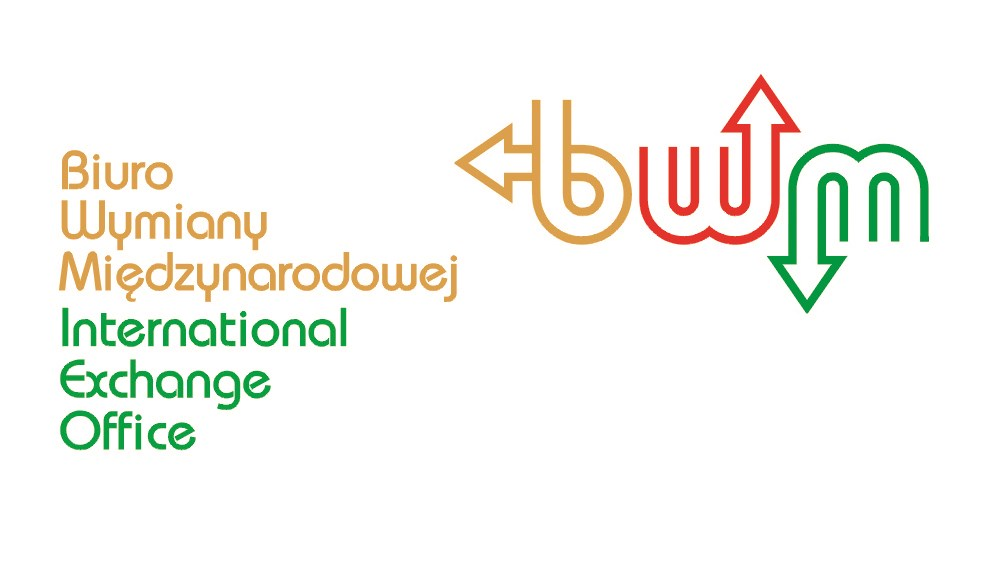 Biuro
Wymiany
Międzynarodowej
International
Exchange
Office
bwm